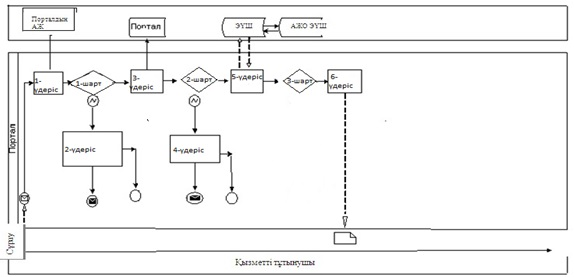 Порталдын
АЖ
Портал
ЭҮШ
АЖО ЭҮШ
1-
үдеріс
1-шарт
3-
үдеріс
2-шарт
5-үдеріс
3-шарт
6-
үдеріс
2-үдеріс
4-үдеріс
Портал
Сұрау
Қызметті тұтынушы